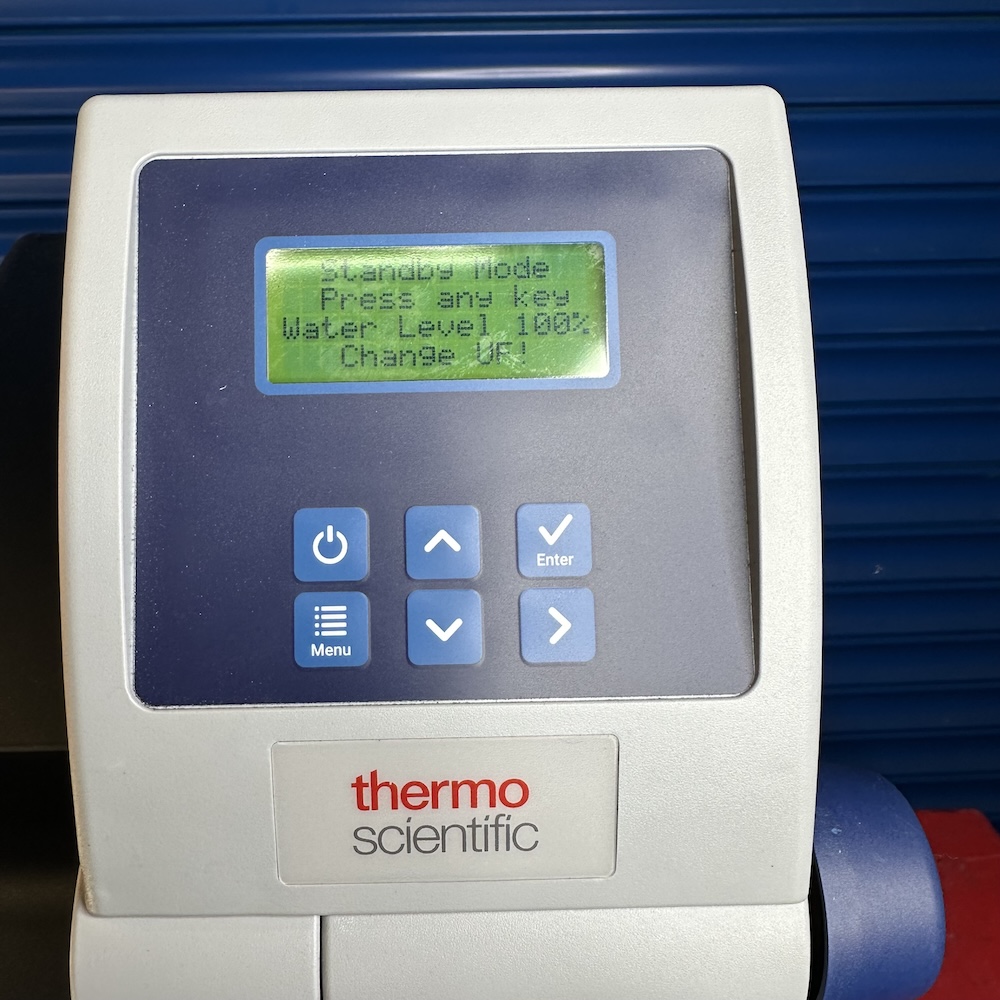 Standby Mode
Press any key
Water Level 100%
Change UF!
Enter
Menu
thermo
scientific